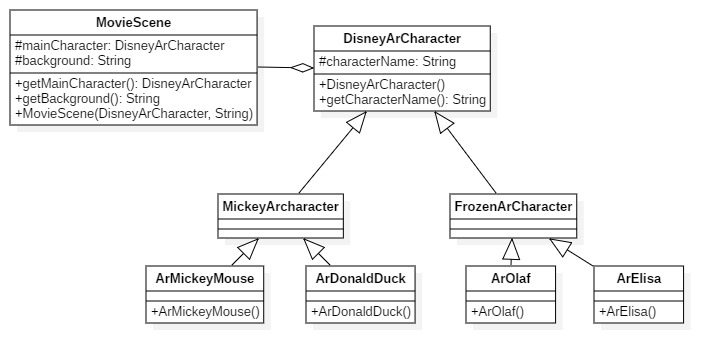 MovieScene
#mainCharacter: DisneyArCharacter
#background: String
+getMainCharacter(): DisneyArCharacter
+getBackground(): String
+MovieScene(DisneyArCharacter, String)
DisneyArCharacter
#characterName: String
+DisneyArCharacter()
+getCharacterName(): String
MickeyArcharacter
FrozenArCharacter
ArMickeyMouse
+ArMickeyMouse()
ArDonaldDuck
+ArDonaldDuck()
ArOlaf
+ArOlaf()
ArElisa
+ArElisa()